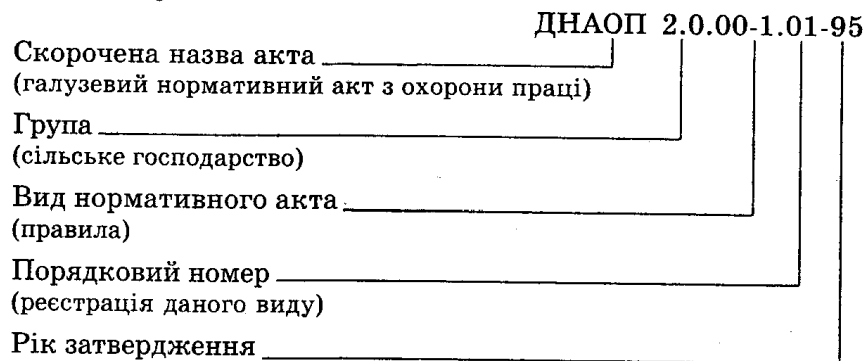 ДНАОП 2.0.00-1.01-95
Скорочена назва акта
(галузевий нормативний акт з охорони праці)
Група
(сільське господарство)
Вид нормативного акта
(правила)
Порядковий номер
(реєстрація даного виду)
Рік затвердження